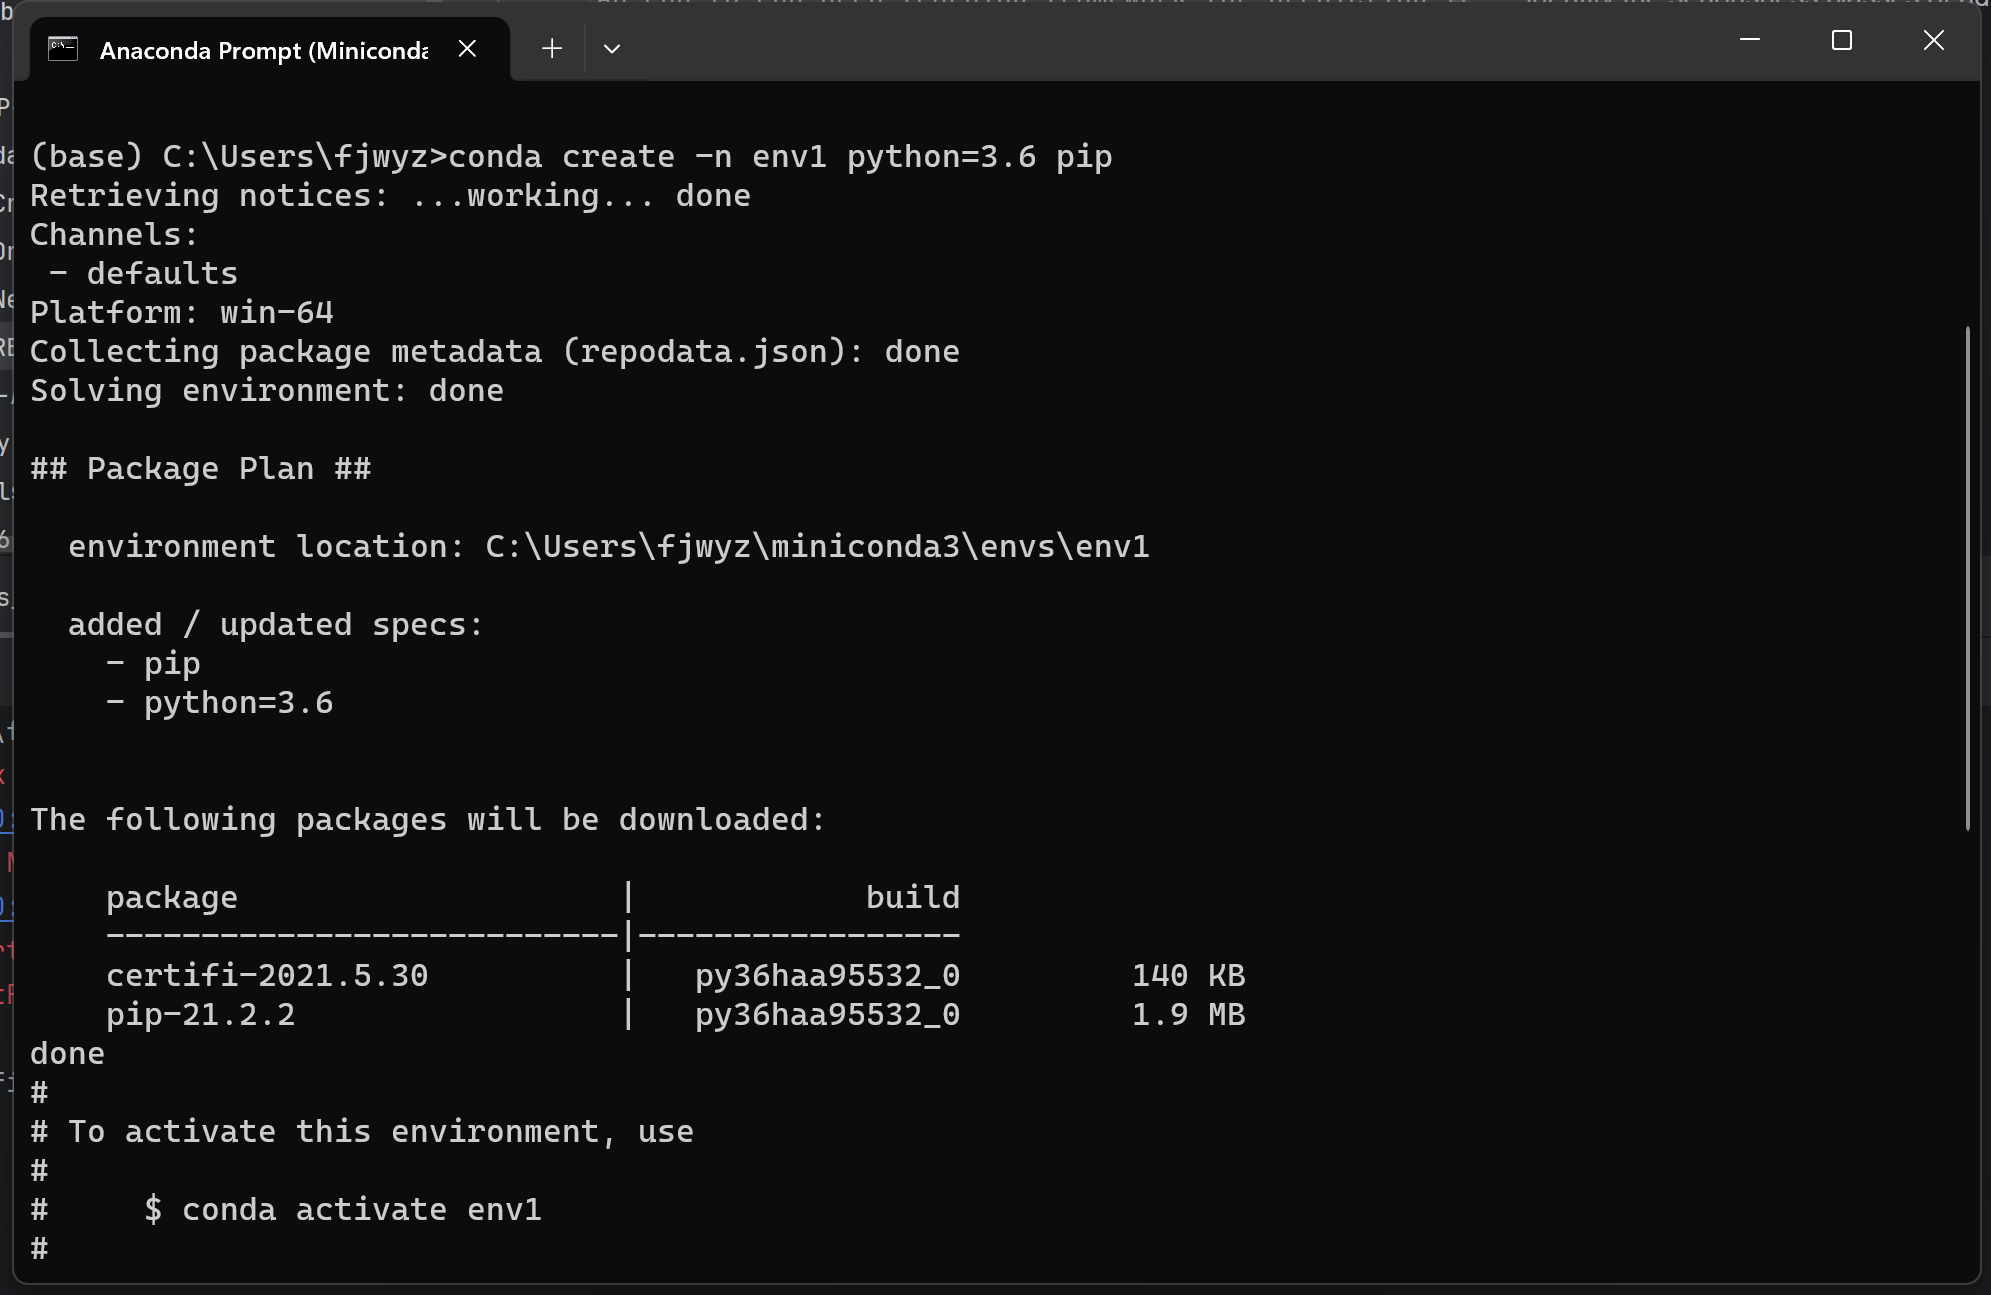 Anaconda Prompt (Miniconda
(base) C:\Users\fjwyz>conda create -n env1 python=3.6 pip
Retrieving notices: ...working... done
Channels:
 - defaults
Platform: win-64
Collecting package metadata (repodata.json): done
Solving environment: done
## Package Plan ##
  environment location: C:\Users\fjwyz\miniconda3\envs\env1
  added / updated specs:
    - pip
    - python=3.6
The following packages will be downloaded:
    package                    |            build
    ---------------------------|-----------------
    certifi-2021.5.30          |   py36haa95532_0         140 KB
    pip-21.2.2                 |   py36haa95532_0         1.9 MB
done
#
# To activate this environment, use
#
#     $ conda activate env1
#